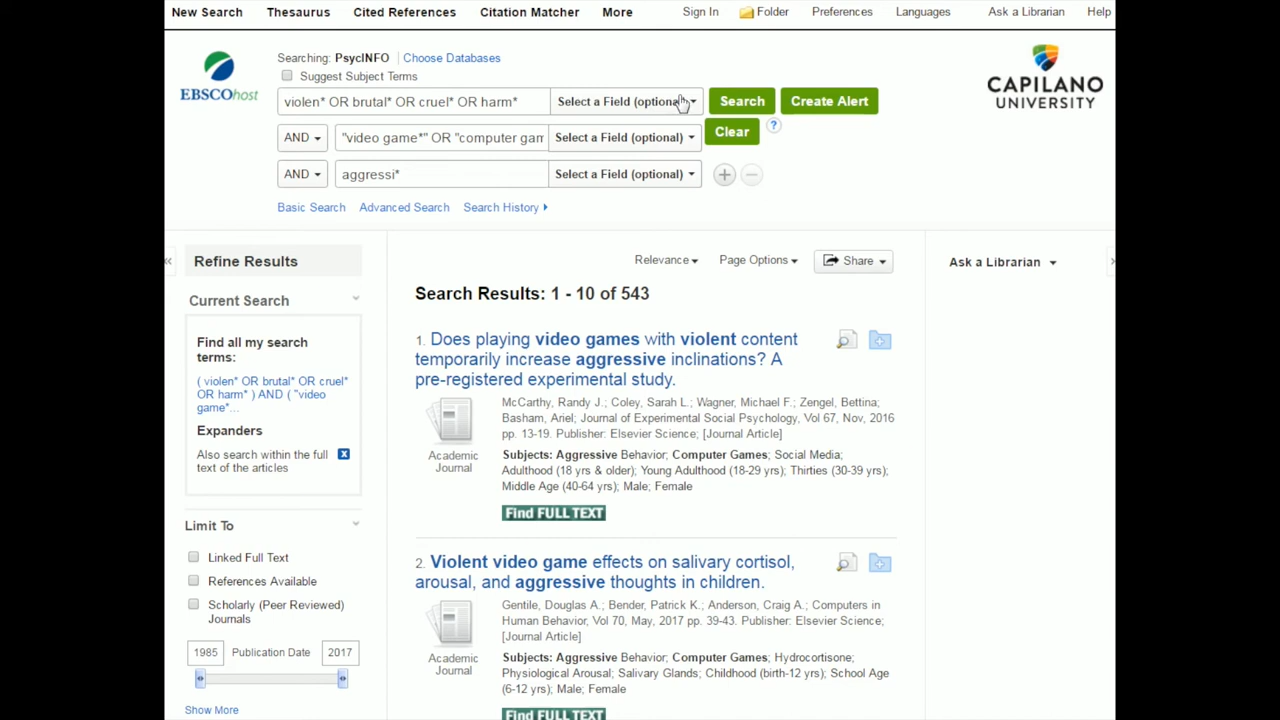 New Search Thesaurus Cited References Citation Matcher More Sign In Folder Preferences Languages Ask a Librarian Help
Searching: PsycINFO Choose Databases
Suggest Subject Terms
EBSCOhost
violen* OR brutal* OR cruel* OR harm* Select a Field (optional) Search Create Alert
CAPILANO
UNIVERSITY
AND "video game*" OR "computer gam Select a Field (optional) Clear ?
AND aggressi* Select a Field (optional)
Basic Search Advanced Search Search History
Refine Results
Relevance Page Options Share
Ask a Librarian
Current Search
Find all my search
terms:
( violen* OR brutal* OR cruel*
OR harm* ) AND ( "video
game*...
Expanders
Also search within the full
text of the articles
Limit To
Linked Full Text
References Available
Scholarly (Peer Reviewed)
Journals
1985 Publication Date 2017
Show More
Search Results: 1 - 10 of 543
1. Does playing video games with violent content
temporarily increase aggressive inclinations? A
pre-registered experimental study.
Academic
Journal
McCarthy, Randy J.; Coley, Sarah L.; Wagner, Michael F.; Zengel, Bettina;
Basham, Ariel; Journal of Experimental Social Psychology, Vol 67, Nov, 2016
pp. 13-19. Publisher: Elsevier Science; [Journal Article]
Subjects: Aggressive Behavior; Computer Games; Social Media;
Adulthood (18 yrs & older); Young Adulthood (18-29 yrs); Thirties (30-39 yrs);
Middle Age (40-64 yrs); Male; Female
Find FULL TEXT
2. Violent video game effects on salivary cortisol,
arousal, and aggressive thoughts in children.
Academic
Journal
Gentile, Douglas A.; Bender, Patrick K.; Anderson, Craig A.; Computers in
Human Behavior, Vol 70, May, 2017 pp. 39-43. Publisher: Elsevier Science;
[Journal Article]
Subjects: Aggressive Behavior; Computer Games; Hydrocortisone;
Physiological Arousal; Salivary Glands; Childhood (birth-12 yrs); School Age
(6-12 yrs); Male; Female
Find FULL TEXT